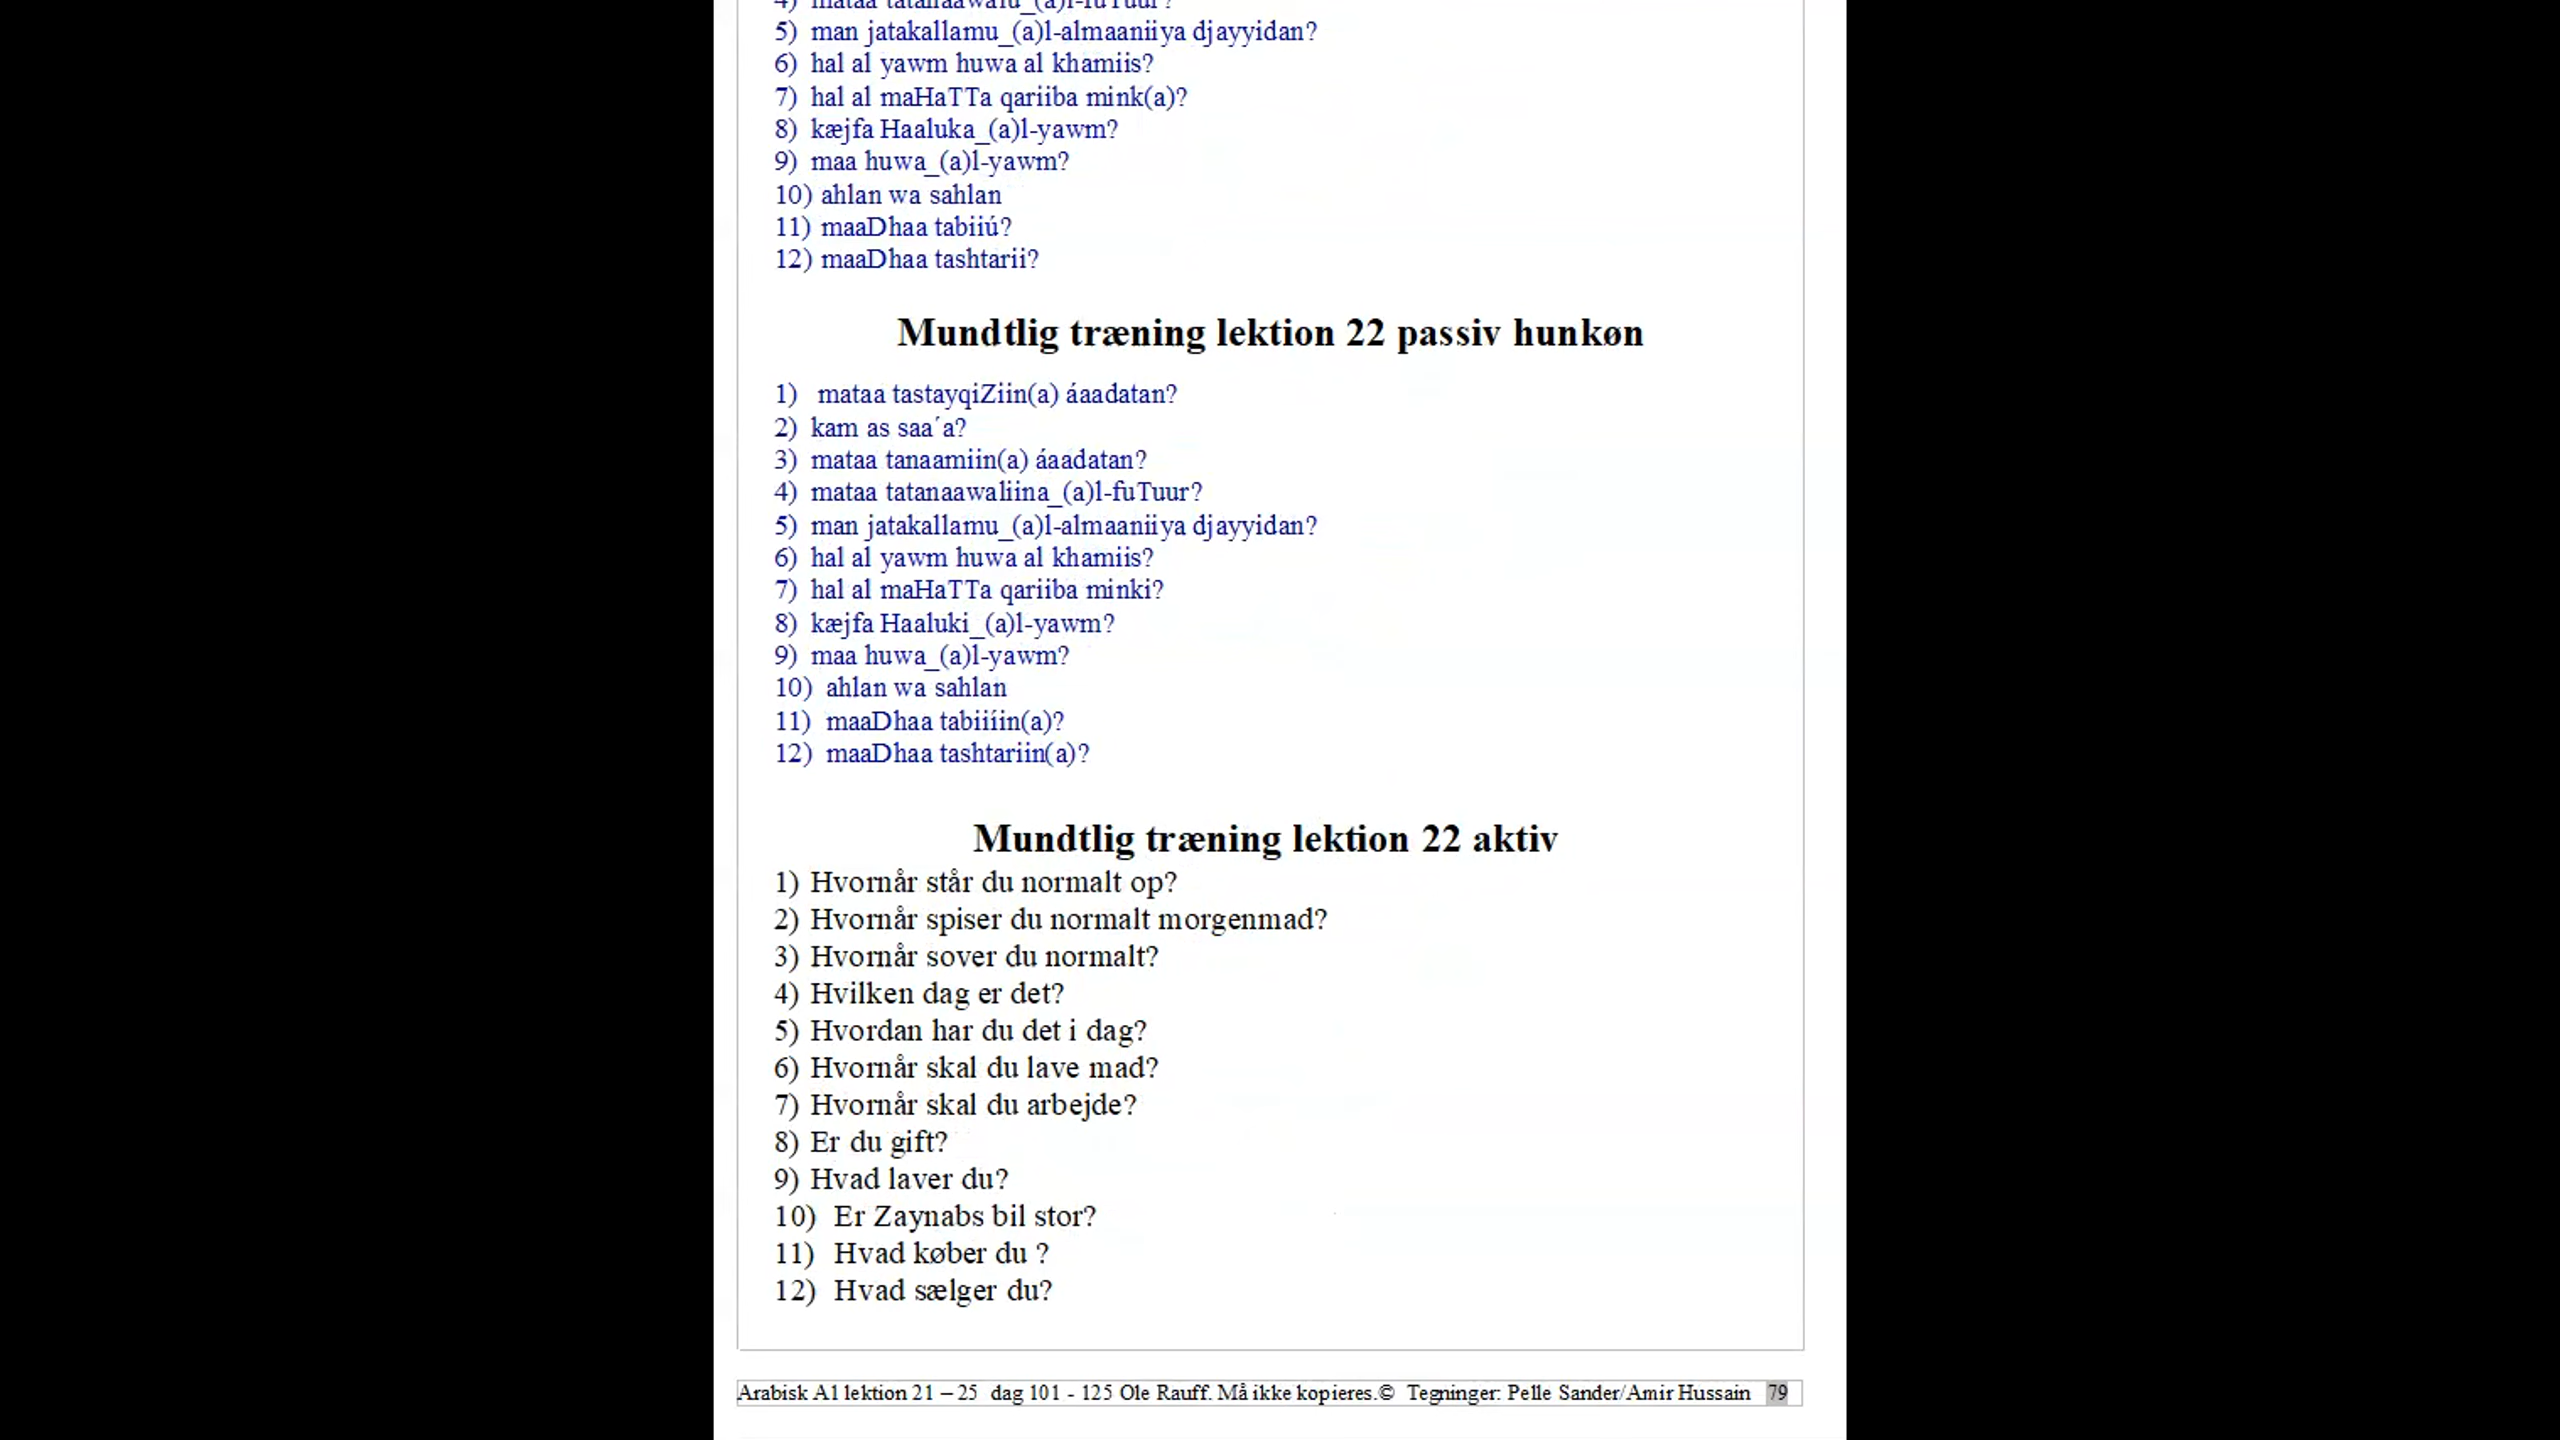 4) mataa tatanaawalu_(a)l-fuTuur?
5) man jatakallamu_(a)l-almaaniiya djayyidan?
6) hal al yawm huwa al khamiis?
7) hal al maHaTTa qariiba mink(a)?
8) kæjfa Haaluka_(a)l-yawm?
9) maa huwa_(a)l-yawm?
10) ahlan wa sahlan
11) maaDhaa tabiiú?
12) maaDhaa tashtarii?
Mundtlig træning lektion 22 passiv hunkøn
1) mataa tastayqiZiin(a) áaadatan?
2) kam as saa´a?
3) mataa tanaamiin(a) áaadatan?
4) mataa tatanaawaliina_(a)l-fuTuur?
5) man jatakallamu_(a)l-almaaniiya djayyidan?
6) hal al yawm huwa al khamiis?
7) hal al maHaTTa qariiba minki?
8) kæjfa Haaluki_(a)l-yawm?
9) maa huwa_(a)l-yawm?
10) ahlan wa sahlan
11) maaDhaa tabiiíin(a)?
12) maaDhaa tashtariin(a)?
Mundtlig træning lektion 22 aktiv
1) Hvornår står du normalt op?
2) Hvornår spiser du normalt morgenmad?
3) Hvornår sover du normalt?
4) Hvilken dag er det?
5) Hvordan har du det i dag?
6) Hvornår skal du lave mad?
7) Hvornår skal du arbejde?
8) Er du gift?
9) Hvad laver du?
10) Er Zaynabs bil stor?
11) Hvad køber du ?
12) Hvad sælger du?
Arabisk A1 lektion 21 – 25 dag 101 - 125 Ole Rauff. Må ikke kopieres.© Tegninger: Pelle Sander/Amir Hussain 79